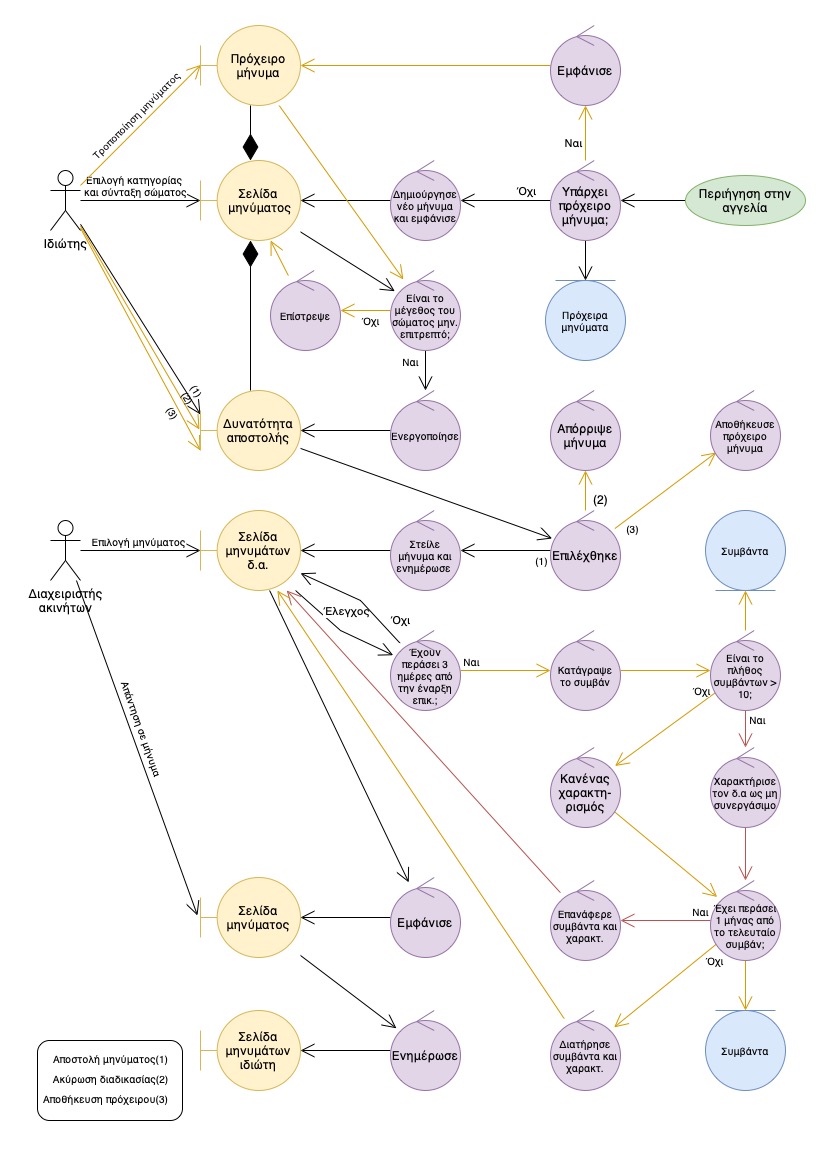 Πρόχειρο
μήνυμα
Εμφάνισε
Τροποποίηση μηνύματος
Ναι
Επιλογή κατηγορίας
και σύνταξη σώματος
Σελίδα
μηνύματος
Δημιούργησε
νέο μήνυμα
και εμφάνισε
Όχι
Υπάρχει
πρόχειρο
μήνυμα;
Περιήγηση στην
αγγελία
Ιδιώτης
Επίστρεψε
Όχι
Είναι το
μέγεθος του
σώματος μην.
επιτρεπτό;
Πρόχειρα
μηνύματα
Ναι
(1)
(2)
(3)
Δυνατότητα
αποστολής
Ενεργοποίησε
Απόρριψε
μήνυμα
Αποθήκευσε
πρόχειρο
μήνυμα
(2)
(3)
Επιλογή μηνύματος
Σελίδα
μηνυμάτων
δ.α.
Στείλε
μήνυμα και
ενημέρωσε
(1)
Επιλέχθηκε
Συμβάντα
Διαχειριστής
ακινήτων
Έλεγχος
Όχι
Έχουν
περάσει 3
ημέρες από
την έναρξη
επικ.;
Ναι
Κατάγραψε
το συμβάν
Είναι το
πλήθος
συμβάντων >
10;
Όχι
Ναι
Απάντηση σε μήνυμα
Κανένας
χαρακτη-
ρισμός
Χαρακτήρισε
τον δ.α ως μη
συνεργάσιμο
Σελίδα
μηνύματος
Εμφάνισε
Επανάφερε
συμβάντα και
χαρακτ.
Ναι
Έχει περάσει
1 μήνας από
το τελευταίο
συμβάν;
Όχι
Σελίδα
μηνυμάτων
ιδιώτη
Ενημέρωσε
Διατήρησε
συμβάντα και
χαρακτ.
Συμβάντα
Αποστολή μηνύματος(1)
Ακύρωση διαδικασίας(2)
Αποθήκευση πρόχειρου(3)